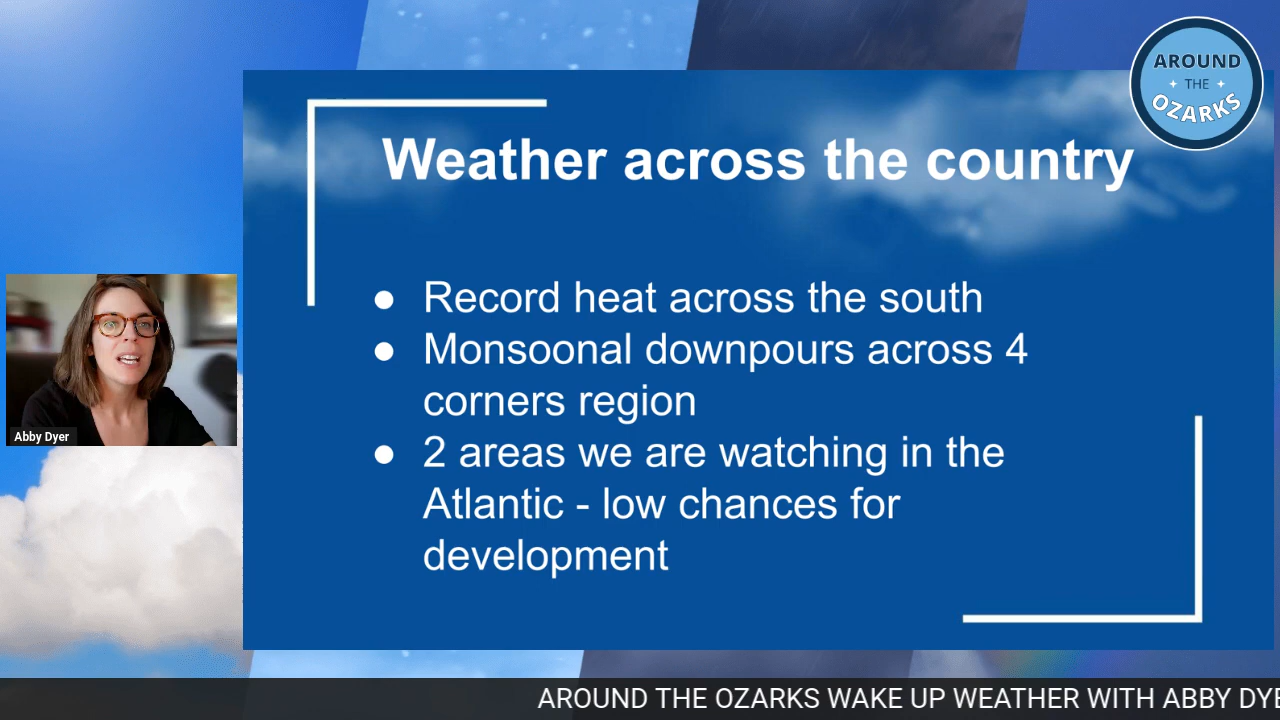 AROUND
THE
OZARKS
Weather across the country
● Record heat across the south
● Monsoonal downpours across 4
corners region
● 2 areas we are watching in the
Atlantic - low chances for
development
Abby Dyer
AROUND THE OZARKS WAKE UP WEATHER WITH ABBY DYE